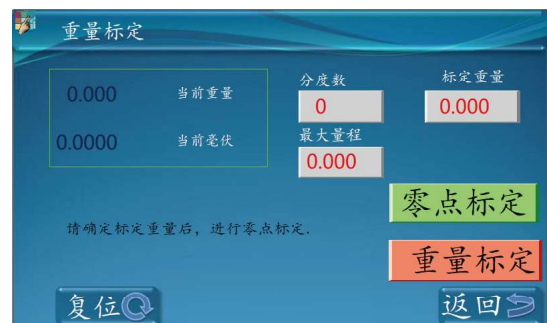 重量标定
0.000 当前重量
分度数
标定重量
0
0.000
0.0000 当前毫伏
最大量程
0.000
零点标定
请确定标定重量后，进行零点标定.
重量标定
复位
返回